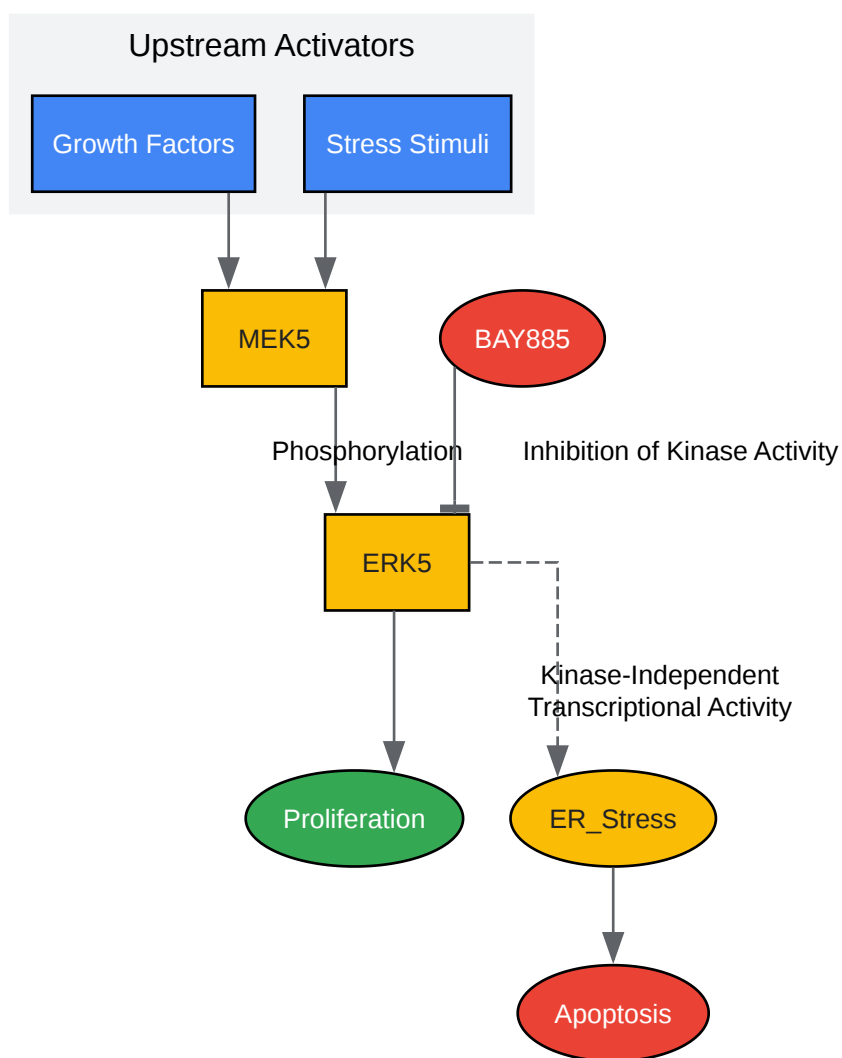 Upstream Activators
Growth Factors
Stress Stimuli
MEK5
BAY885
Phosphorylation
Inhibition of Kinase Activity
ERK5
Kinase-Independent
Transcriptional Activity
Proliferation
ER_Stress
Apoptosis